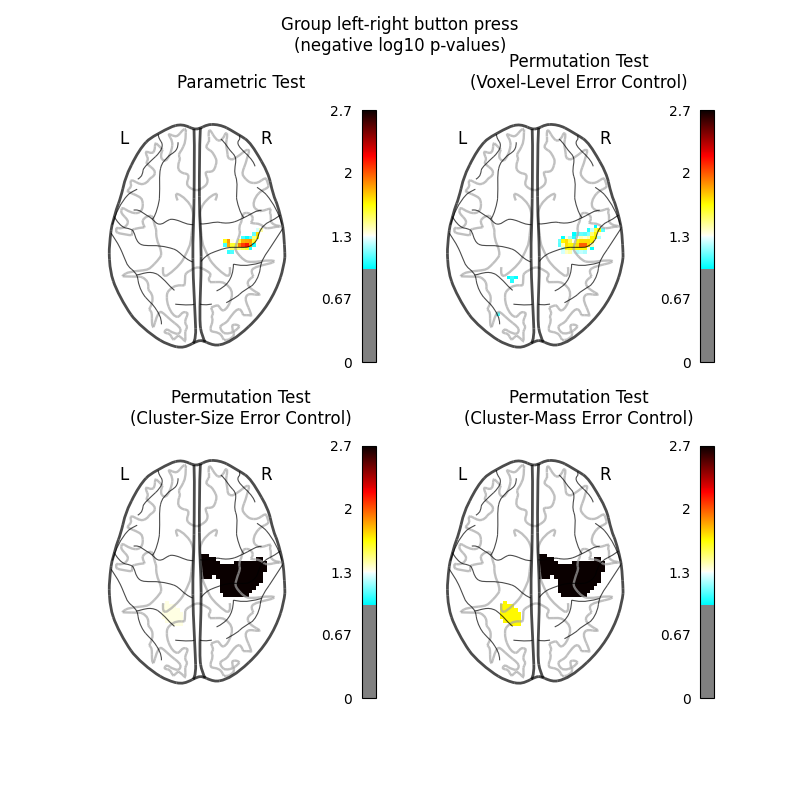 Group left-right button press
(negative log10 p-values)
Parametric Test
Permutation Test
(Voxel-Level Error Control)
L
R
2.7
2
1.3
0.67
0
L
R
2.7
2
1.3
0.67
0
Permutation Test
(Cluster-Size Error Control)
Permutation Test
(Cluster-Mass Error Control)
L
R
2.7
2
1.3
0.67
0
L
R
2.7
2
1.3
0.67
0